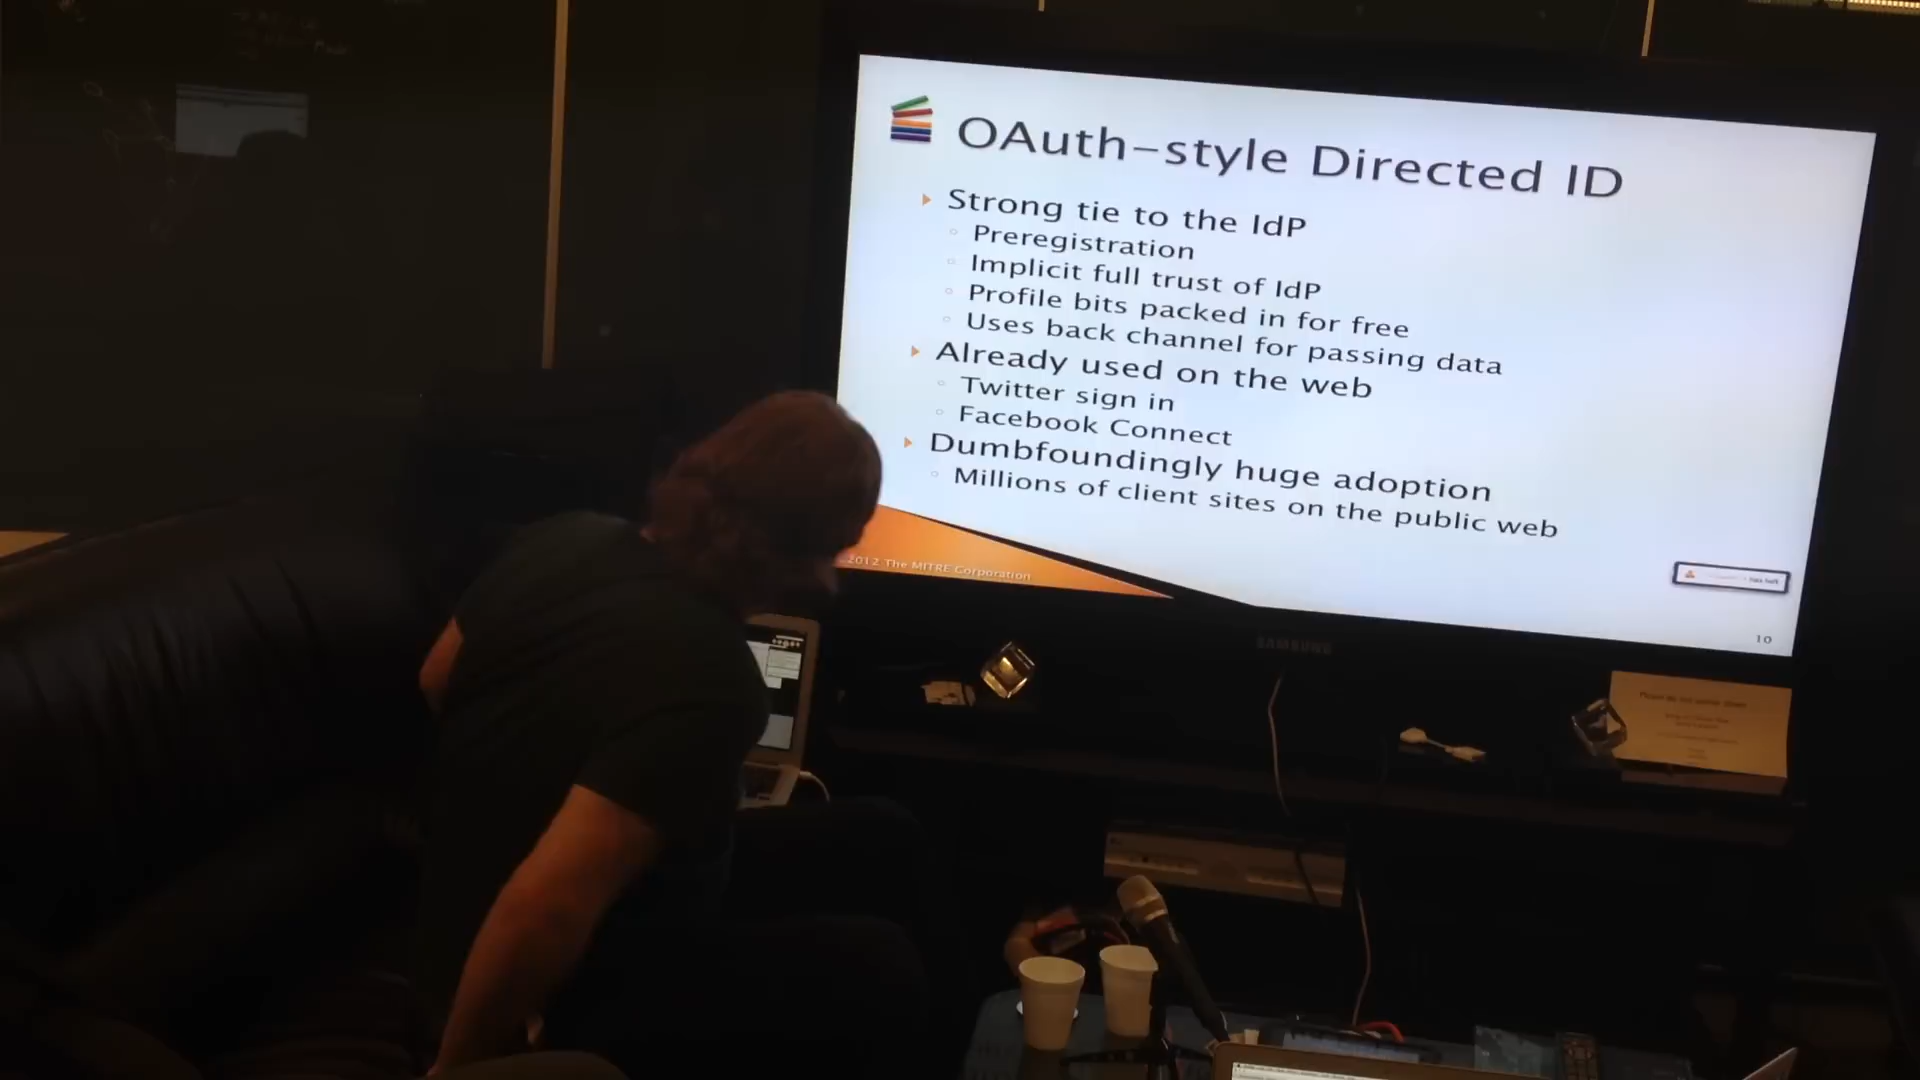 OAuth-style Directed ID
Strong tie to the IdP
Preregistration
Implicit full trust of IdP
Profile bits packed in for free
Uses back channel for passing data
Already used on the web
Twitter sign in
Facebook Connect
Dumbfoundingly huge adoption
Millions of client sites on the public web
2012 The MITRE Corporation
has left
10
SAMSUNG